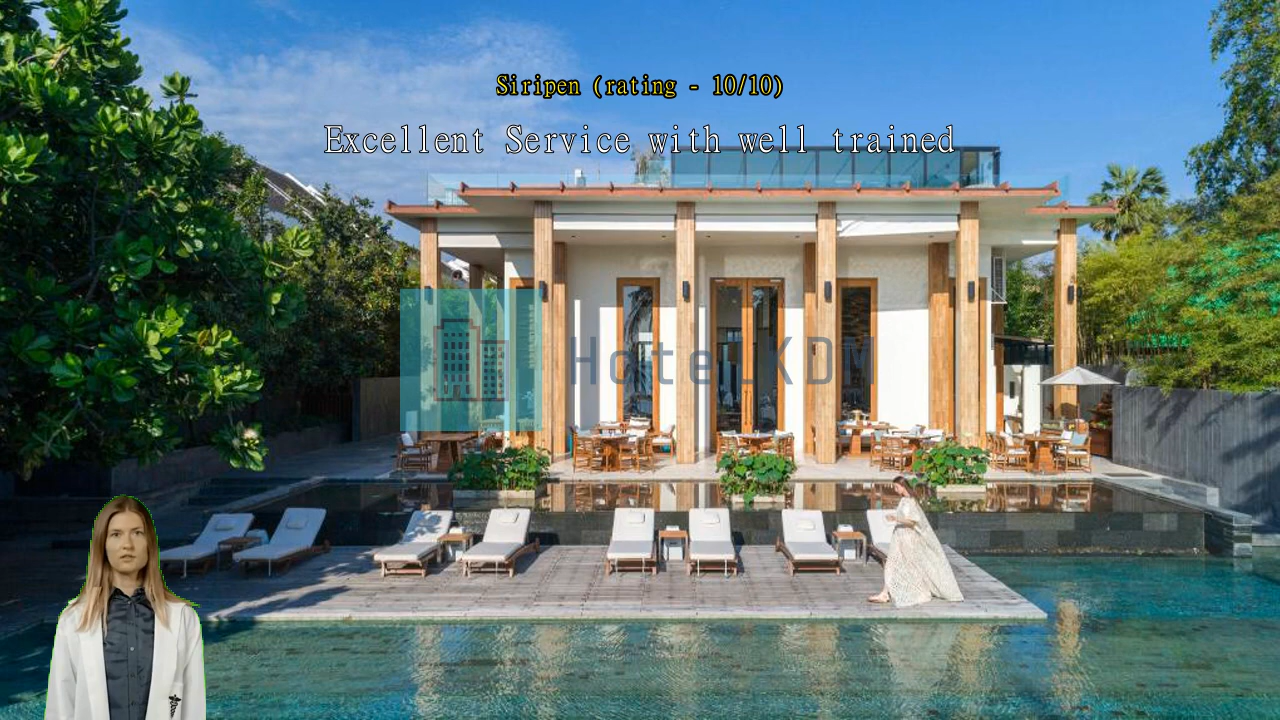 Siripen (rating - 10/10)
Excellent Service with well trained
HotelKDM